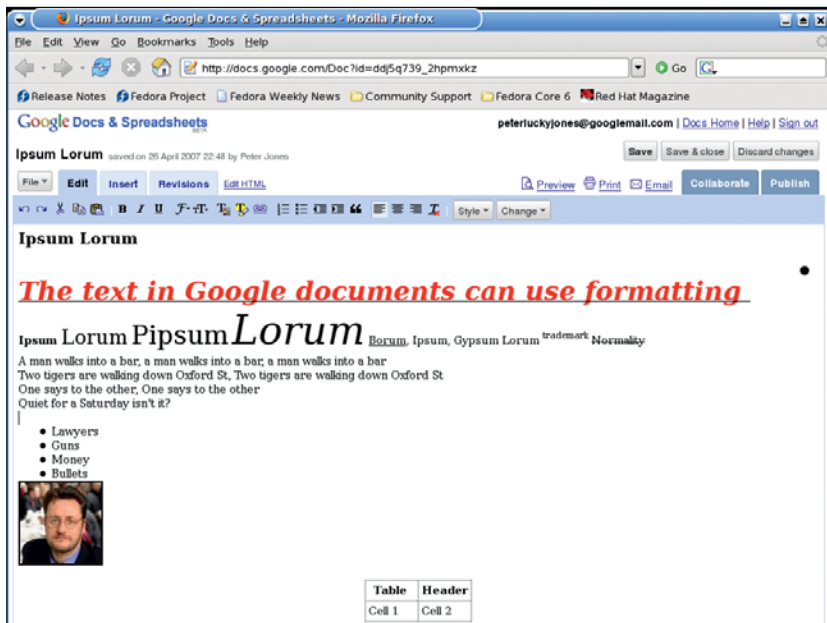 Ipsum Lorum - Google Docs & Spreadsheets - Mozilla Firefox
File Edit View Go Bookmarks Tools Help
http://docs.google.com/Doc?id=ddj5q739_2hpmxkz Go
Release Notes Fedora Project Fedora Weekly News Community Support Fedora Core 6 Red Hat Magazine
Google Docs & Spreadsheets BETA peterluckyjones@googlemail.com | Docs Home | Help | Sign out
Ipsum Lorum saved on 26 April 2007 22:48 by Peter Jones Save Save & close Discard changes
File Edit Insert Revisions Edit HTML Preview Print Email Collaborate Publish
B I U Style Change
Ipsum Lorum
The text in Google documents can use formatting
Ipsum Lorum Pipsum Lorum Borum, Ipsum, Gypsum Lorum trademark Normality
A man walks into a bar, a man walks into a bar, a man walks into a bar
Two tigers are walking down Oxford St, Two tigers are walking down Oxford St
One says to the other, One says to the other
Quiet for a Saturday isn't it?
• Lawyers
• Guns
• Money
• Bullets
Table Header
Cell 1 Cell 2